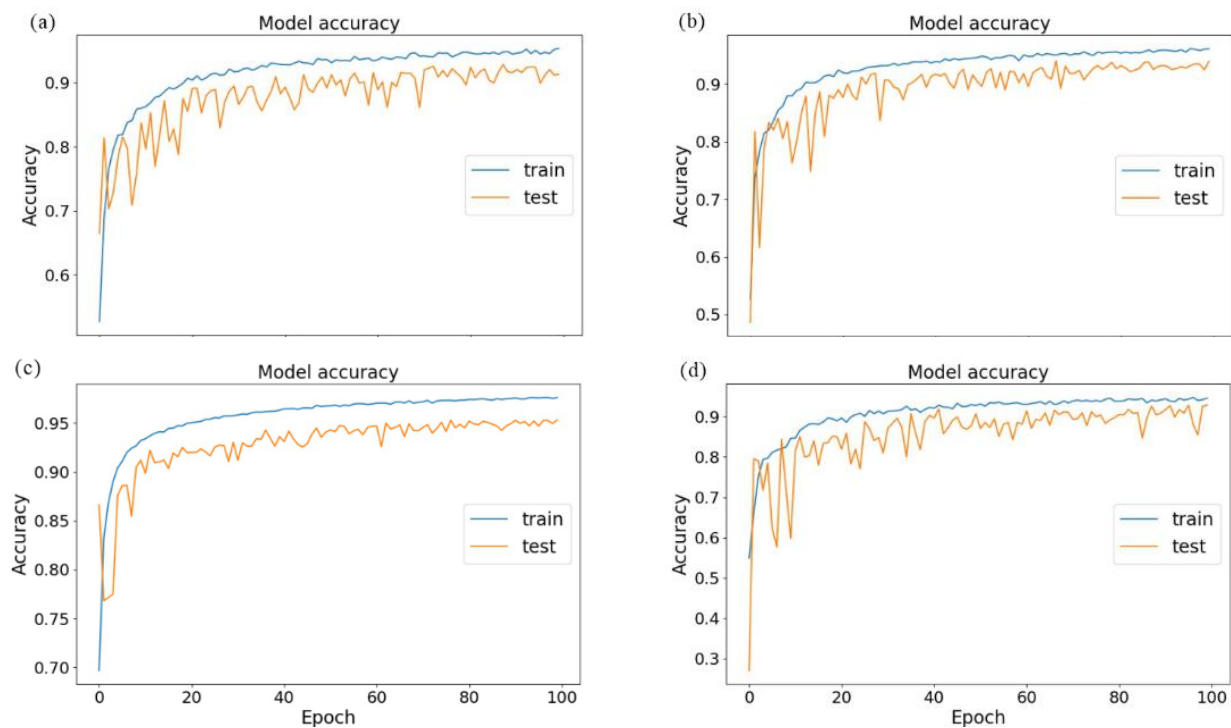 (a)
Model accuracy
0.9
0.8
0.7
0.6
Accuracy
train
test
(b)
Model accuracy
0.9
0.8
0.7
0.6
0.5
Accuracy
train
test
(c)
Model accuracy
0.95
0.90
0.85
0.80
0.75
0.70
Accuracy
train
test
0 20 40 60 80 100
Epoch
(d)
Model accuracy
0.9
0.8
0.7
0.6
0.5
0.4
0.3
Accuracy
train
test
0 20 40 60 80 100
Epoch